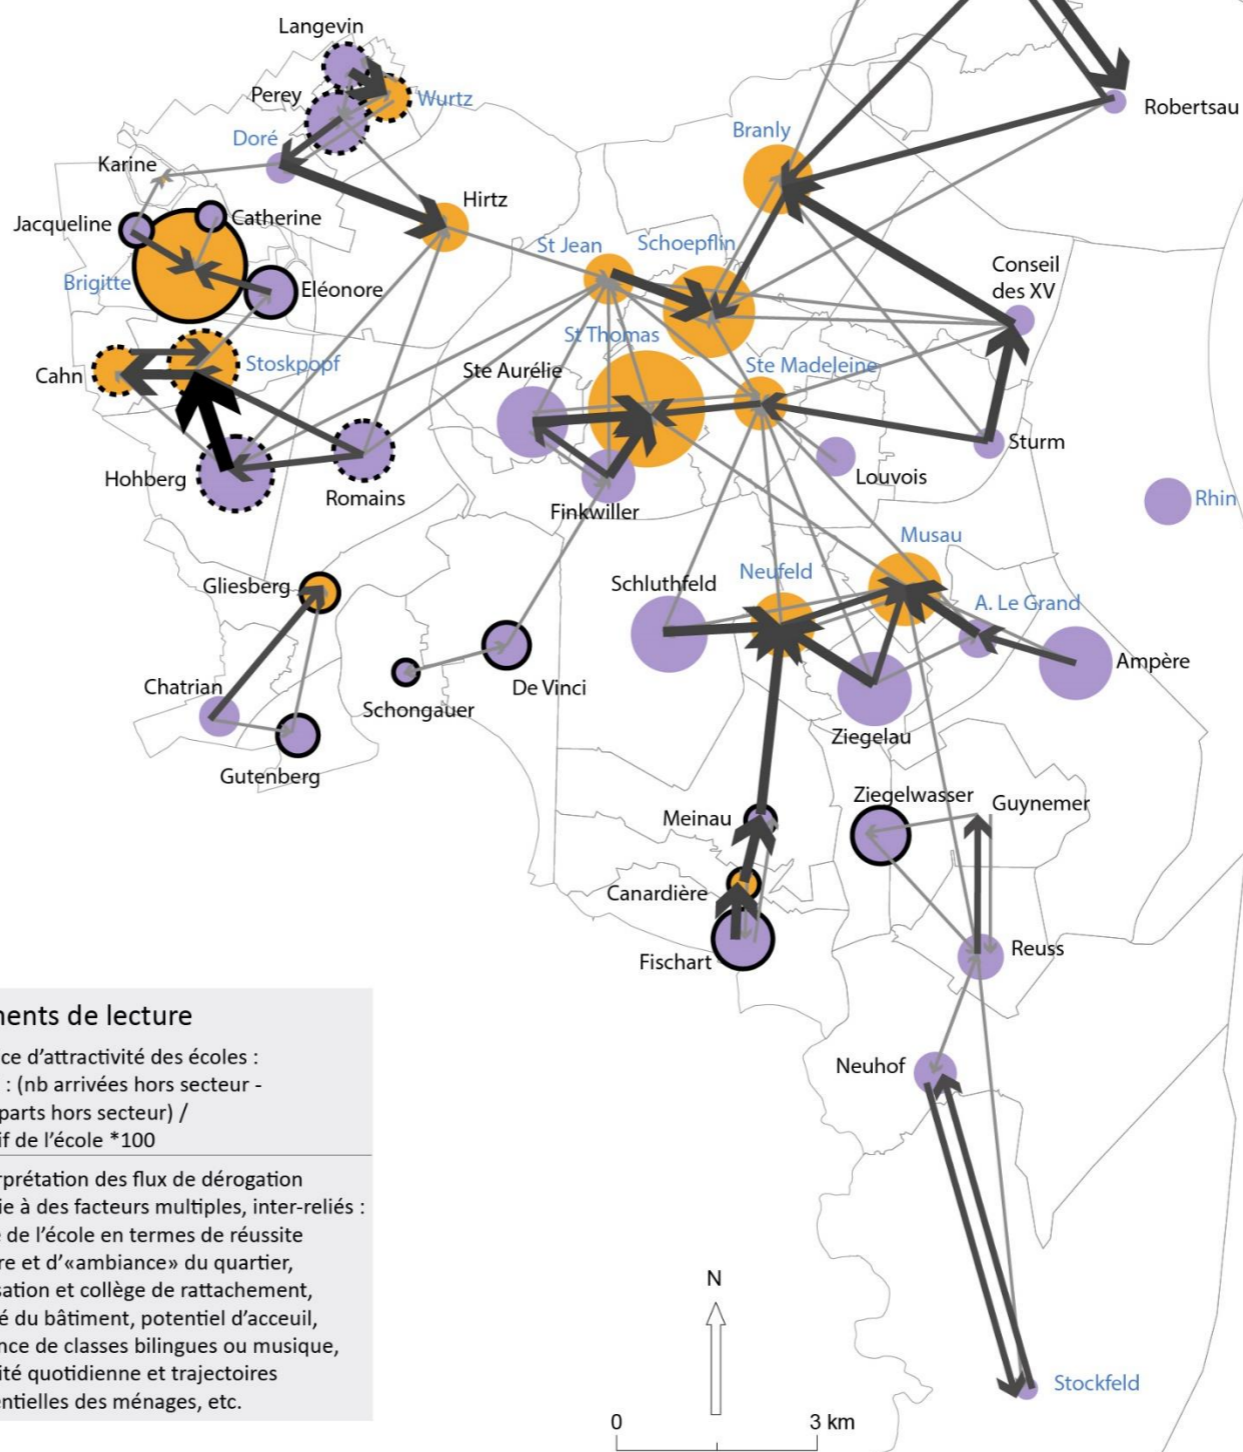 Langevin
Perey
Wurtz
Robertsau
Doré
Branly
Karine
Hirtz
Jacqueline
Catherine
St Jean
Schoepflin
Conseil
des XV
Brigitte
Eléonore
St Thomas
Cahn
Stoskpopf
Ste Aurélie
Ste Madeleine
Sturm
Hohberg
Romains
Louvois
Finkwiller
Rhin
Musau
Gliesberg
Schluthfeld
Neufeld
A. Le Grand
Ampère
Chatrian
De Vinci
Schongauer
Ziegelau
Gutenberg
Ziegelwasser
Guynemer
Meinau
Canardière
Fischart
Reuss
Neuhof
Stockfeld
ments de lecture
ce d'attractivité des écoles :
: (nb arrivées hors secteur -
parts hors secteur) /
if de l'école *100
rprétation des flux de dérogation
ie à des facteurs multiples, inter-reliés :
e de l'école en termes de réussite
re et d'«ambiance» du quartier,
sation et collège de rattachement,
é du bâtiment, potentiel d'acceuil,
nce de classes bilingues ou musique,
ité quotidienne et trajectoires
entielles des ménages, etc.
N
0 3 km